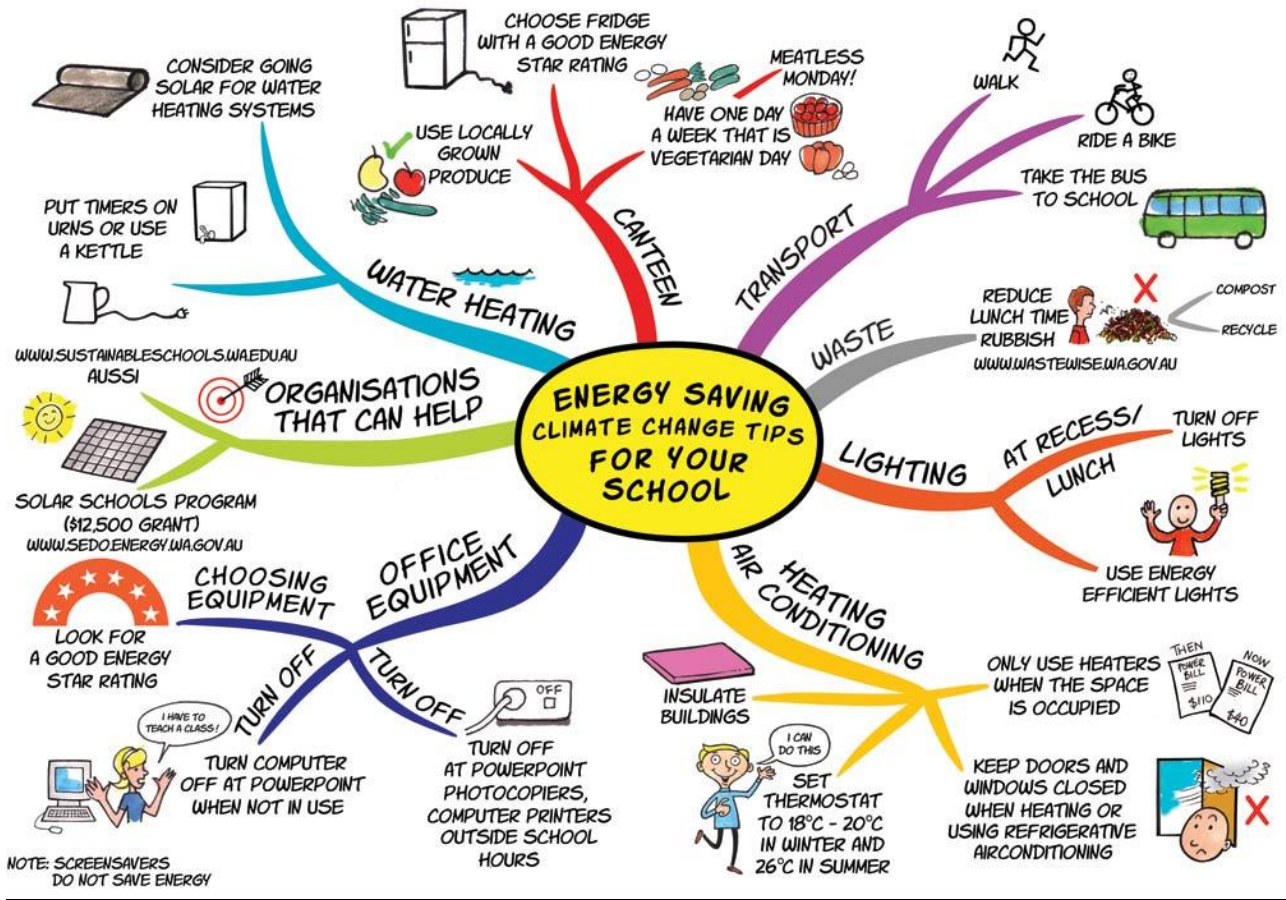 ENERGY SAVING
CLIMATE CHANGE TIPS
FOR YOUR
SCHOOL
TRANSPORT
WALK
RIDE A BIKE
TAKE THE BUS
TO SCHOOL
WASTE
REDUCE
LUNCH TIME
RUBBISH
WWW.WASTEWISE.WA.GOV.AU
COMPOST
RECYCLE
LIGHTING
AT RECESS/
LUNCH
TURN OFF
LIGHTS
USE ENERGY
EFFICIENT LIGHTS
HEATING
AIR CONDITIONING
ONLY USE HEATERS
WHEN THE SPACE
IS OCCUPIED
THEN
POWER
BILL
$110
NOW
POWER
BILL
$40
KEEP DOORS AND
WINDOWS CLOSED
WHEN HEATING OR
USING REFRIGERATIVE
AIRCONDITIONING
I CAN
DO THIS
SET
THERMOSTAT
TO 18°C - 20°C
IN WINTER AND
26°C IN SUMMER
INSULATE
BUILDINGS
OFFICE
EQUIPMENT
TURN OFF
OFF
TURN OFF
AT POWERPOINT
PHOTOCOPIERS,
COMPUTER PRINTERS
OUTSIDE SCHOOL
HOURS
TURN OFF
I HAVE TO
TEACH A CLASS!
TURN COMPUTER
OFF AT POWERPOINT
WHEN NOT IN USE
NOTE: SCREENSAVERS
DO NOT SAVE ENERGY
CHOOSING
EQUIPMENT
LOOK FOR
A GOOD ENERGY
STAR RATING
ORGANISATIONS
THAT CAN HELP
WWW.SUSTAINABLESCHOOLS.WA.EDU.AU
AUSSI
SOLAR SCHOOLS PROGRAM
($12,500 GRANT)
WWW.SEDO.ENERGY.WA.GOV.AU
WATER HEATING
PUT TIMERS ON
URNS OR USE
A KETTLE
CONSIDER GOING
SOLAR FOR WATER
HEATING SYSTEMS
CANTEEN
USE LOCALLY
GROWN
PRODUCE
CHOOSE FRIDGE
WITH A GOOD ENERGY
STAR RATING
MEATLESS
MONDAY!
HAVE ONE DAY
A WEEK THAT IS
VEGETARIAN DAY